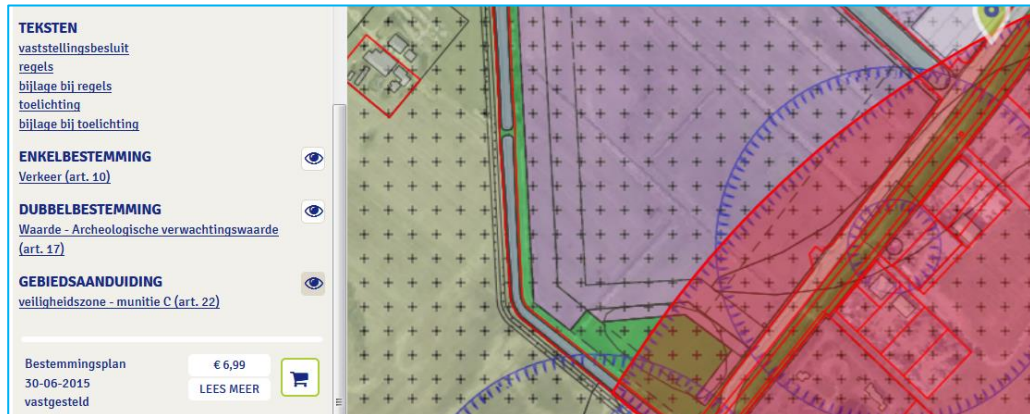 TEKSTEN
vaststellingsbesluit
regels
bijlage bij regels
toelichting
bijlage bij toelichting
ENKELBESTEMMING
Verkeer (art. 10)
DUBBELBESTEMMING
Waarde - Archeologische verwachtingswaarde
(art. 17)
GEBIEDSAANDUIDING
veiligheidszone - munitie C (art. 22)
Bestemmingsplan
30-06-2015
vastgesteld
€ 6,99
LEES MEER